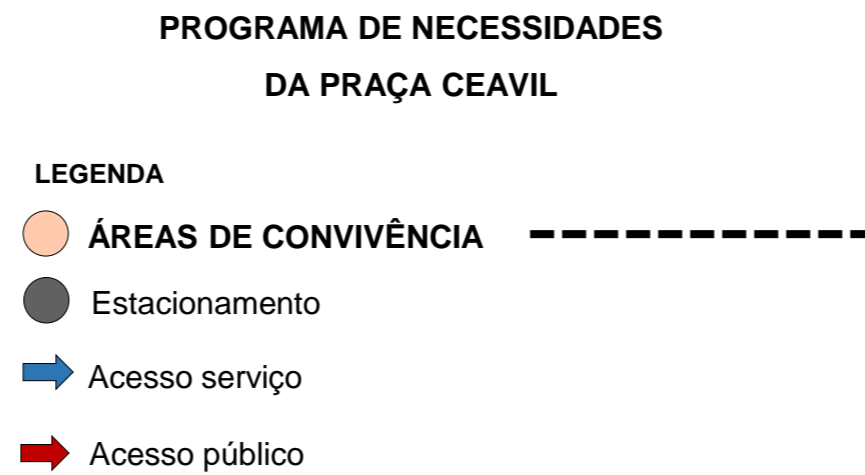 PROGRAMA DE NECESSIDADES
DA PRAÇA CEAVIL
LEGENDA
ÁREAS DE CONVIVÊNCIA
Estacionamento
Acesso serviço
Acesso público